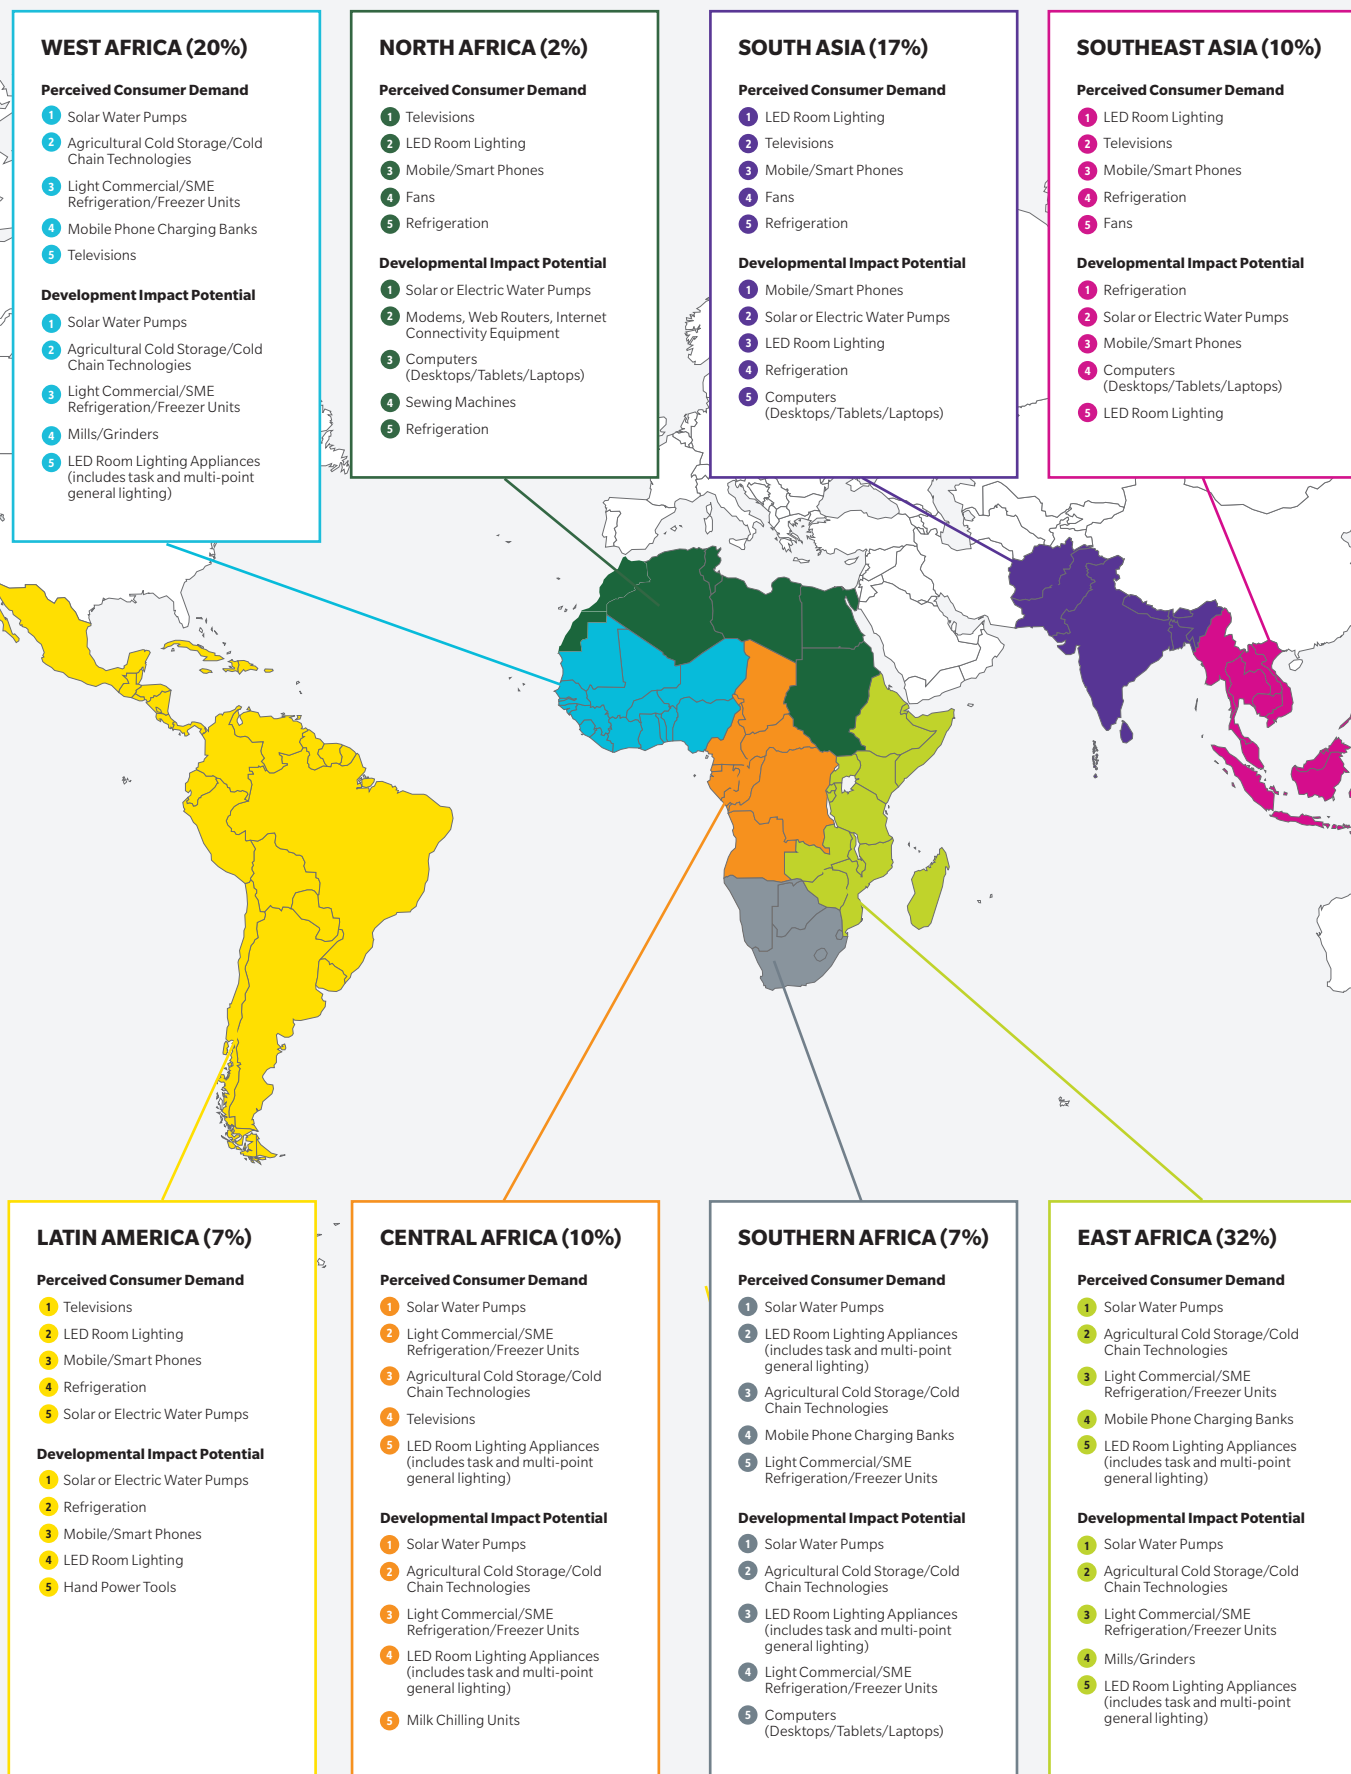 WEST AFRICA (20%)
Perceived Consumer Demand
1 Solar Water Pumps
2 Agricultural Cold Storage/Cold
Chain Technologies
3 Light Commercial/SME
Refrigeration/Freezer Units
4 Mobile Phone Charging Banks
5 Televisions
Development Impact Potential
1 Solar Water Pumps
2 Agricultural Cold Storage/Cold
Chain Technologies
3 Light Commercial/SME
Refrigeration/Freezer Units
4 Mills/Grinders
5 LED Room Lighting Appliances
(includes task and multi-point
general lighting)
NORTH AFRICA (2%)
Perceived Consumer Demand
1 Televisions
2 LED Room Lighting
3 Mobile/Smart Phones
4 Fans
5 Refrigeration
Developmental Impact Potential
1 Solar or Electric Water Pumps
2 Modems, Web Routers, Internet
Connectivity Equipment
3 Computers
(Desktops/Tablets/Laptops)
4 Sewing Machines
5 Refrigeration
SOUTH ASIA (17%)
Perceived Consumer Demand
1 LED Room Lighting
2 Televisions
3 Mobile/Smart Phones
4 Fans
5 Refrigeration
Developmental Impact Potential
1 Mobile/Smart Phones
2 Solar or Electric Water Pumps
3 LED Room Lighting
4 Refrigeration
5 Computers
(Desktops/Tablets/Laptops)
SOUTHEAST ASIA (10%)
Perceived Consumer Demand
1 LED Room Lighting
2 Televisions
3 Mobile/Smart Phones
4 Refrigeration
5 Fans
Developmental Impact Potential
1 Refrigeration
2 Solar or Electric Water Pumps
3 Mobile/Smart Phones
4 Computers
(Desktops/Tablets/Laptops)
5 LED Room Lighting
LATIN AMERICA (7%)
Perceived Consumer Demand
1 Televisions
2 LED Room Lighting
3 Mobile/Smart Phones
4 Refrigeration
5 Solar or Electric Water Pumps
Developmental Impact Potential
1 Solar or Electric Water Pumps
2 Refrigeration
3 Mobile/Smart Phones
4 LED Room Lighting
5 Hand Power Tools
CENTRAL AFRICA (10%)
Perceived Consumer Demand
1 Solar Water Pumps
2 Light Commercial/SME
Refrigeration/Freezer Units
3 Agricultural Cold Storage/Cold
Chain Technologies
4 Televisions
5 LED Room Lighting Appliances
(includes task and multi-point
general lighting)
Developmental Impact Potential
1 Solar Water Pumps
2 Agricultural Cold Storage/Cold
Chain Technologies
3 Light Commercial/SME
Refrigeration/Freezer Units
4 LED Room Lighting Appliances
(includes task and multi-point
general lighting)
5 Milk Chilling Units
SOUTHERN AFRICA (7%)
Perceived Consumer Demand
1 Solar Water Pumps
2 LED Room Lighting Appliances
(includes task and multi-point
general lighting)
3 Agricultural Cold Storage/Cold
Chain Technologies
4 Mobile Phone Charging Banks
5 Light Commercial/SME
Refrigeration/Freezer Units
Developmental Impact Potential
1 Solar Water Pumps
2 Agricultural Cold Storage/Cold
Chain Technologies
3 LED Room Lighting Appliances
(includes task and multi-point
general lighting)
4 Light Commercial/SME
Refrigeration/Freezer Units
5 Computers
(Desktops/Tablets/Laptops)
EAST AFRICA (32%)
Perceived Consumer Demand
1 Solar Water Pumps
2 Agricultural Cold Storage/Cold
Chain Technologies
3 Light Commercial/SME
Refrigeration/Freezer Units
4 Mobile Phone Charging Banks
5 LED Room Lighting Appliances
(includes task and multi-point
general lighting)
Developmental Impact Potential
1 Solar Water Pumps
2 Agricultural Cold Storage/Cold
Chain Technologies
3 Light Commercial/SME
Refrigeration/Freezer Units
4 Mills/Grinders
5 LED Room Lighting Appliances
(includes task and multi-point
general lighting)